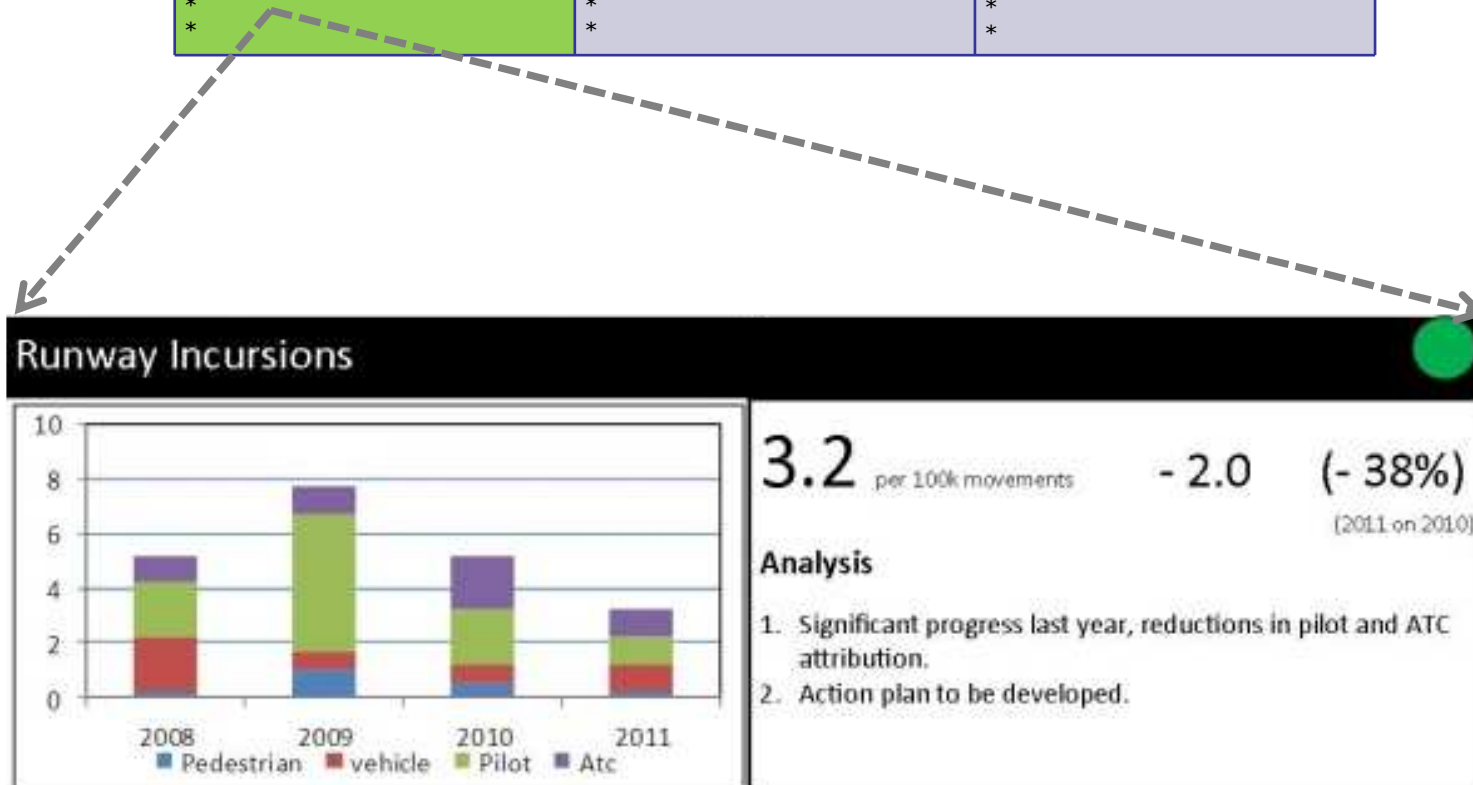 * * *
* * *
Runway Incursions
10
8
6
4
2
0
2008 2009 2010 2011
Pedestrian vehicle Pilot Atc
3.2 per 100k movements - 2.0 (- 38%)
(2011 on 2010)
Analysis
1. Significant progress last year, reductions in pilot and ATC
attribution.
2. Action plan to be developed.